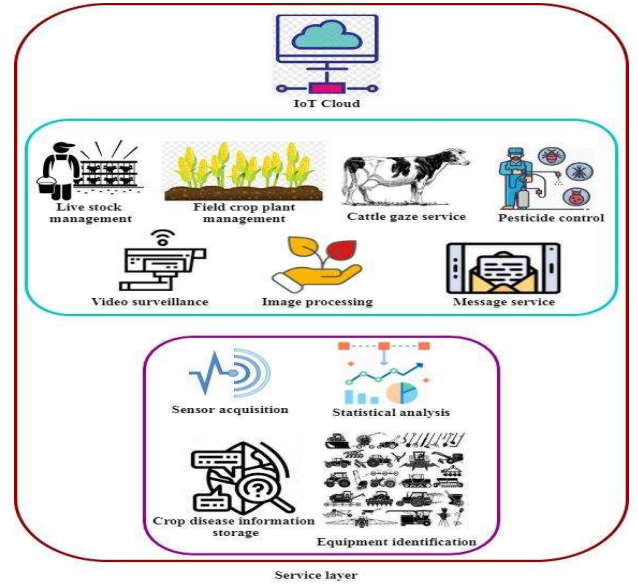 IoT Cloud
Live stock
management
Field crop plant
management
Cattle gaze service
Pesticide control
Video surveillance
Image processing
Message service
Sensor acquisition
Statistical analysis
Crop disease information
storage
Equipment identification
Service layer